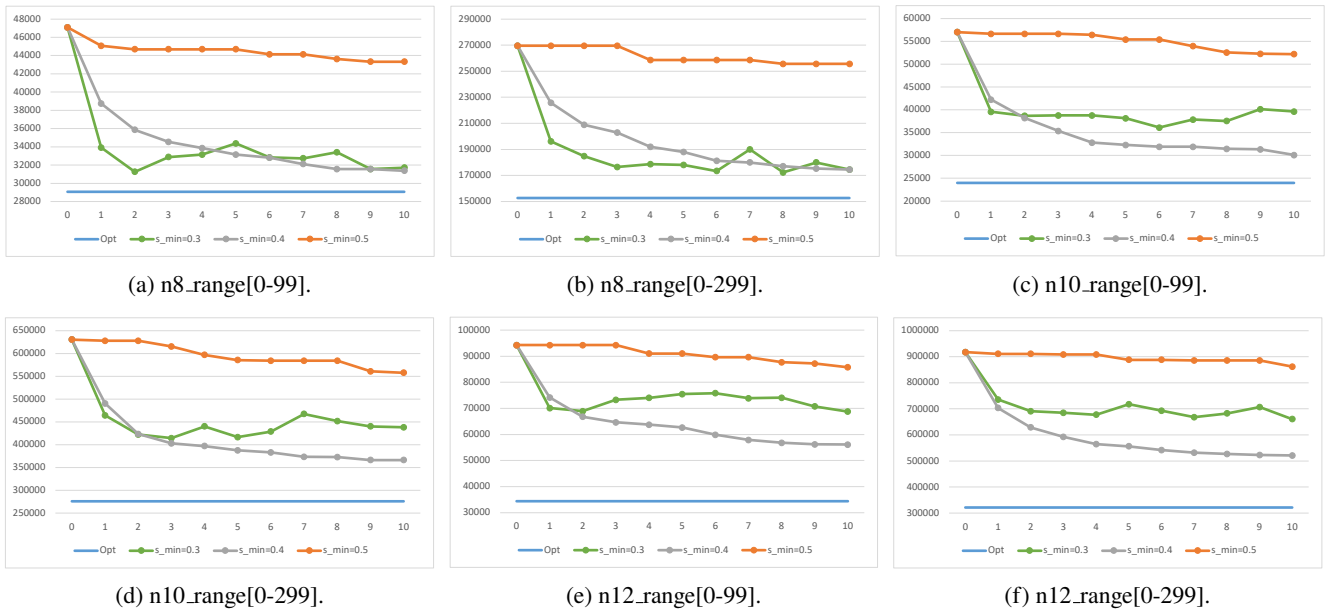 48000
46000
44000
42000
40000
38000
36000
34000
32000
30000
28000
0 1 2 3 4 5 6 7 8 9 10
Opt s_min=0.3 s_min=0.4 s_min=0.5
(a) n8_range[0-99].
290000
270000
250000
230000
210000
190000
170000
150000
0 1 2 3 4 5 6 7 8 9 10
Opt s_min=0.3 s_min=0.4 s_min=0.5
(b) n8_range[0-299].
60000
55000
50000
45000
40000
35000
30000
25000
20000
0 1 2 3 4 5 6 7 8 9 10
Opt s_min=0.3 s_min=0.4 s_min=0.5
(c) n10_range[0-99].
650000
600000
550000
500000
450000
400000
350000
300000
250000
0 1 2 3 4 5 6 7 8 9 10
Opt s_min=0.3 s_min=0.4 s_min=0.5
(d) n10_range[0-299].
100000
90000
80000
70000
60000
50000
40000
30000
0 1 2 3 4 5 6 7 8 9 10
Opt s_min=0.3 s_min=0.4 s_min=0.5
(e) n12_range[0-99].
1000000
900000
800000
700000
600000
500000
400000
300000
0 1 2 3 4 5 6 7 8 9 10
Opt s_min=0.3 s_min=0.4 s_min=0.5
(f) n12_range[0-299].